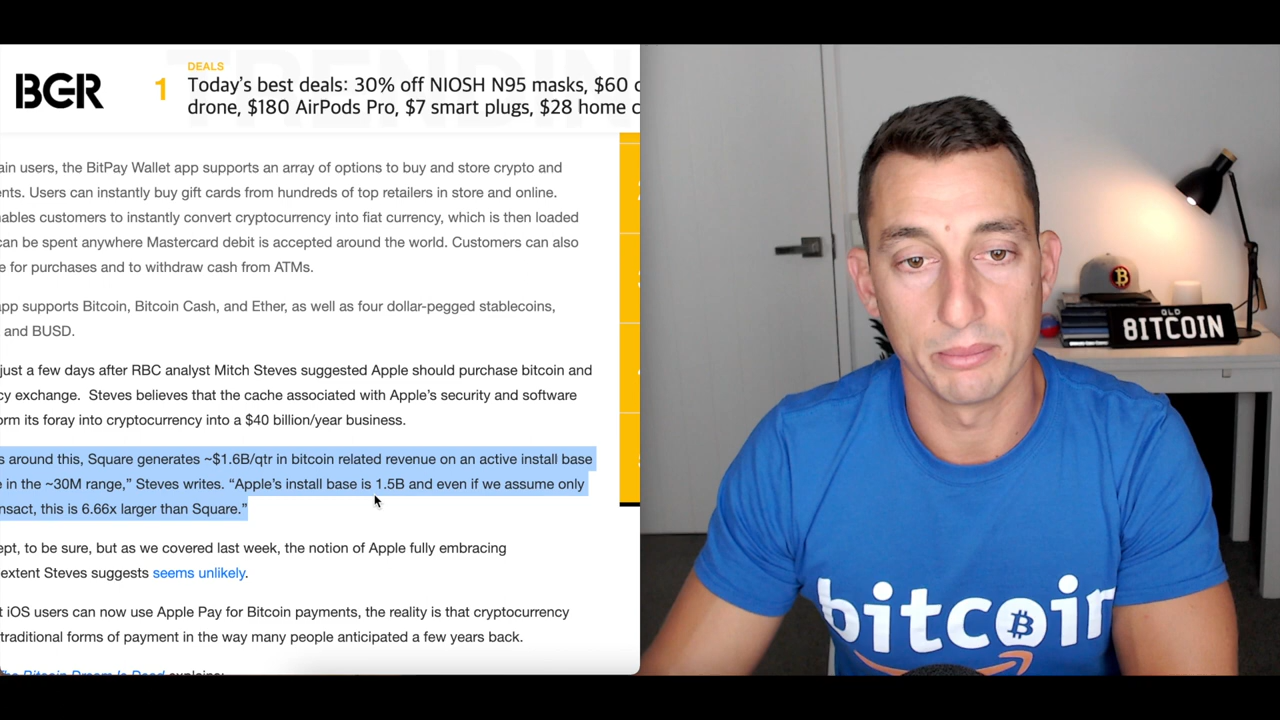 BGR
1
DEALS
Today's best deals: 30% off NIOSH N95 masks, $60
drone, $180 AirPods Pro, $7 smart plugs, $28 home
users, the BitPay Wallet app supports an array of options to buy and store crypto and
Users can instantly buy gift cards from hundreds of top retailers in store and online.
customers to instantly convert cryptocurrency into fiat currency, which is then loaded
can be spent anywhere Mastercard debit is accepted around the world. Customers can also
for purchases and to withdraw cash from ATMs.
supports Bitcoin, Bitcoin Cash, and Ether, as well as four dollar-pegged stablecoins,
and BUSD.
just a few days after RBC analyst Mitch Steves suggested Apple should purchase bitcoin and
exchange. Steves believes that the cache associated with Apple's security and software
its foray into cryptocurrency into a $40 billion/year business.
around this, Square generates ~$1.6B/qtr in bitcoin related revenue on an active install base
in the ~30M range,” Steves writes. “Apple's install base is 1.5B and even if we assume only
this is 6.66x larger than Square.”
to be sure, but as we covered last week, the notion of Apple fully embracing
extent Steves suggests seems unlikely.
iOS users can now use Apple Pay for Bitcoin payments, the reality is that cryptocurrency
traditional forms of payment in the way many people anticipated a few years back.
QLD
8ITCOIN
bitcoin